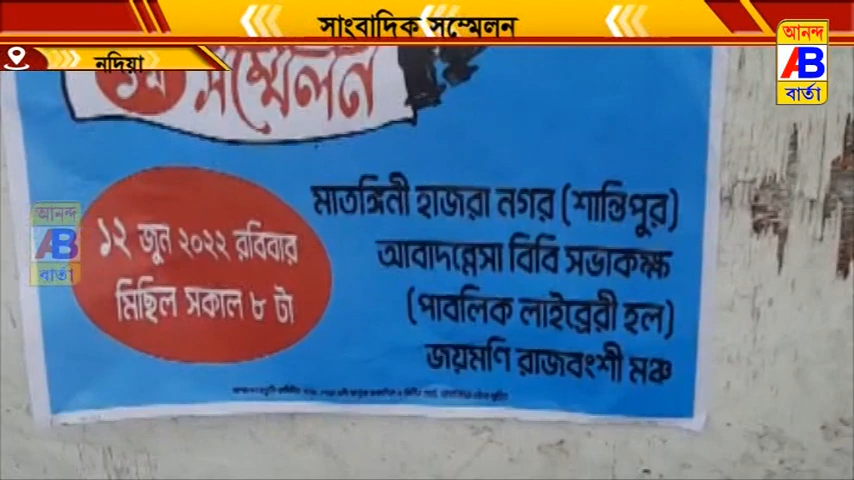 সাংবাদিক সম্মেলন
আনন্দ
AB
বার্তা
নদিয়া
১ম সম্মেলন
মাতঙ্গিনী হাজরা নগর (শান্তিপুর)
আবাদন্নেসা বিবি সভাকক্ষ
(পাবলিক লাইব্রেরী হল)
জয়মণি রাজবংশী মঞ্চ
১২ জুন ২০২২ রবিবার
মিছিল সকাল ৮ টা
আনন্দ
AB
বার্তা